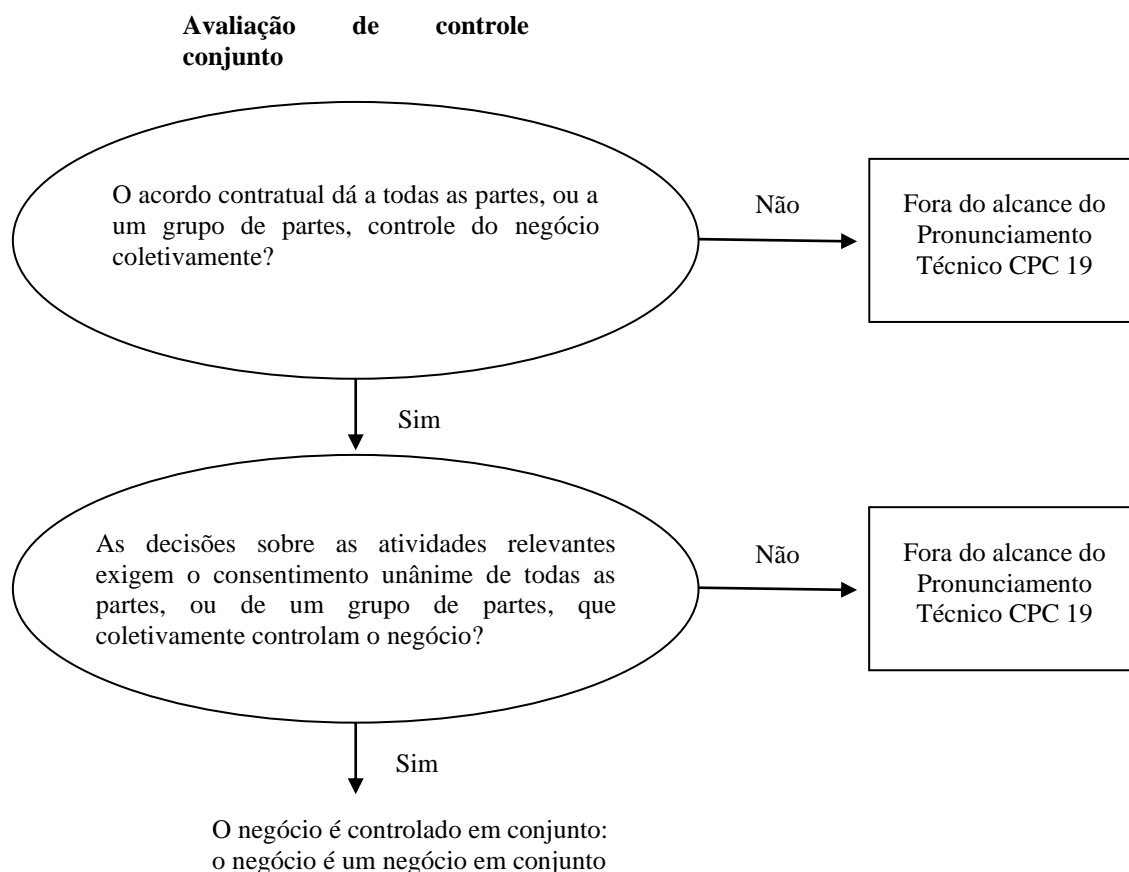 Avaliação de controle
conjunto
O acordo contratual dá a todas as partes, ou a
um grupo de partes, controle do negócio
coletivamente?
Não
Fora do alcance do
Pronunciamento
Técnico CPC 19
Sim
As decisões sobre as atividades relevantes
exigem o consentimento unânime de todas as
partes, ou de um grupo de partes, que
coletivamente controlam o negócio?
Não
Fora do alcance do
Pronunciamento
Técnico CPC 19
Sim
O negócio é controlado em conjunto:
o negócio é um negócio em conjunto